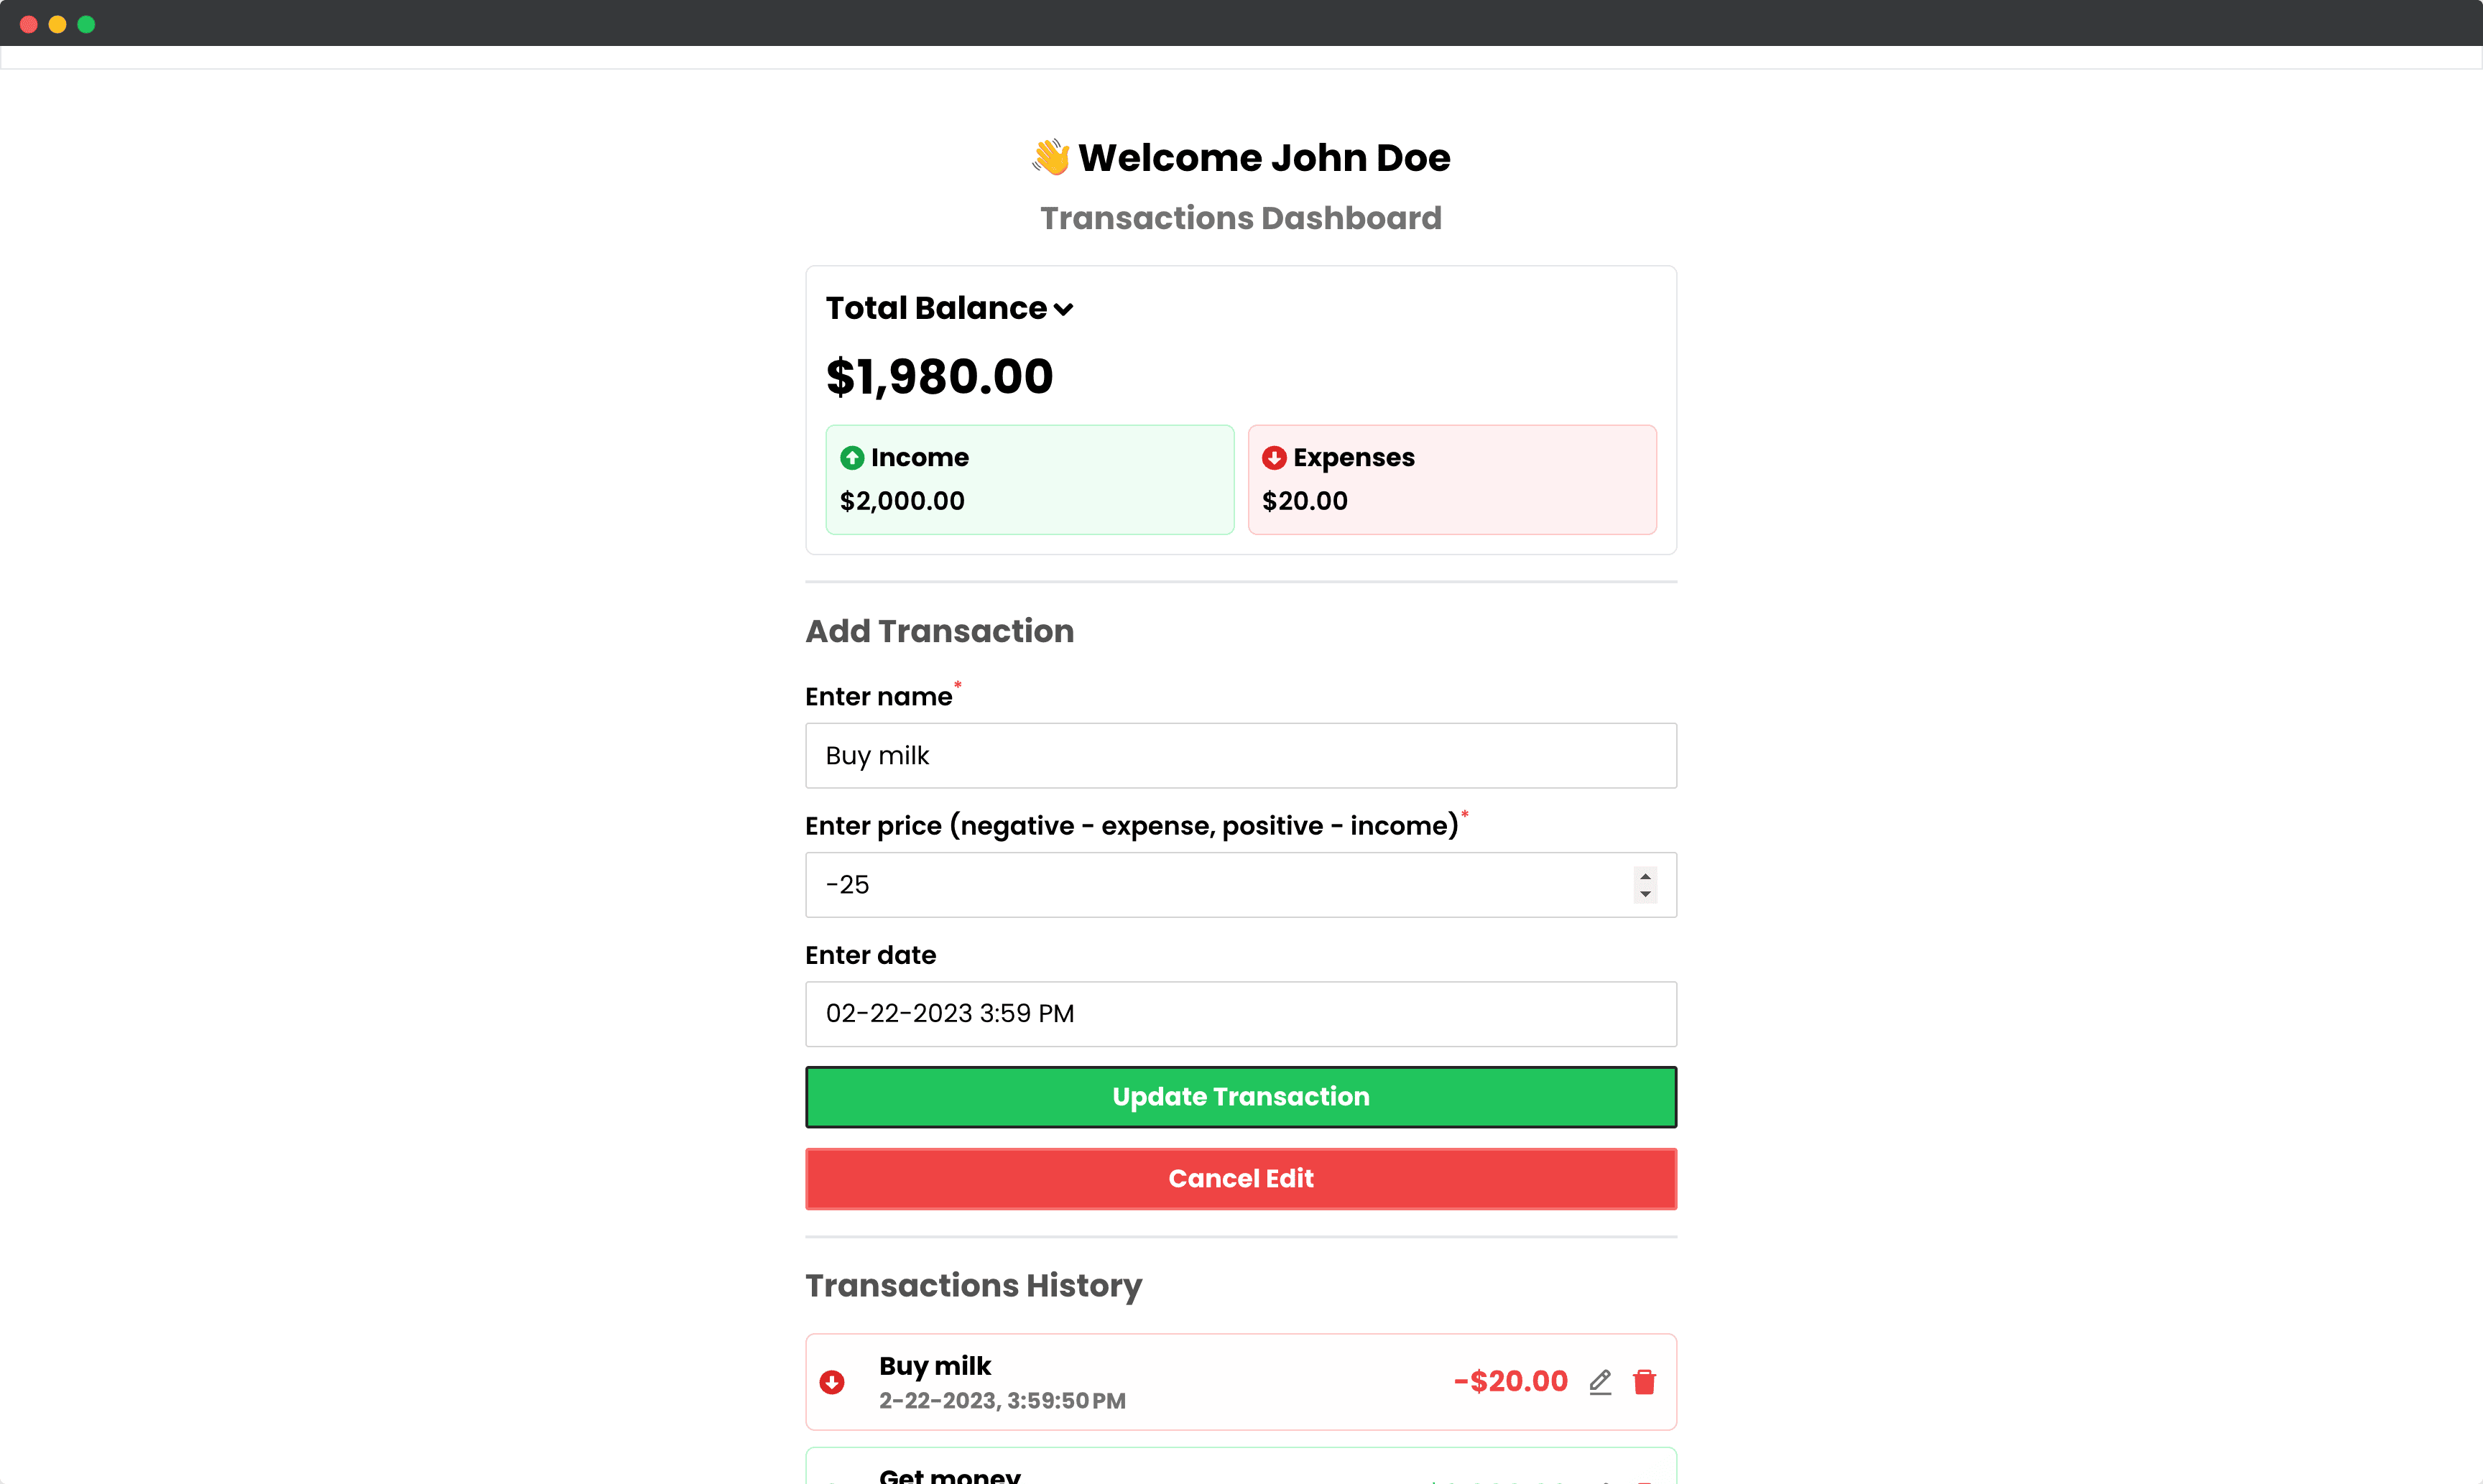 👋 Welcome John Doe
Transactions Dashboard
Total Balance
$1,980.00
Income
$2,000.00
Expenses
$20.00
Add Transaction
Enter name*
Buy milk
Enter price (negative - expense, positive - income)*
-25
Enter date
02-22-2023 3:59 PM
Update Transaction
Cancel Edit
Transactions History
Buy milk
-$20.00
2-22-2023, 3:59:50 PM
Get money